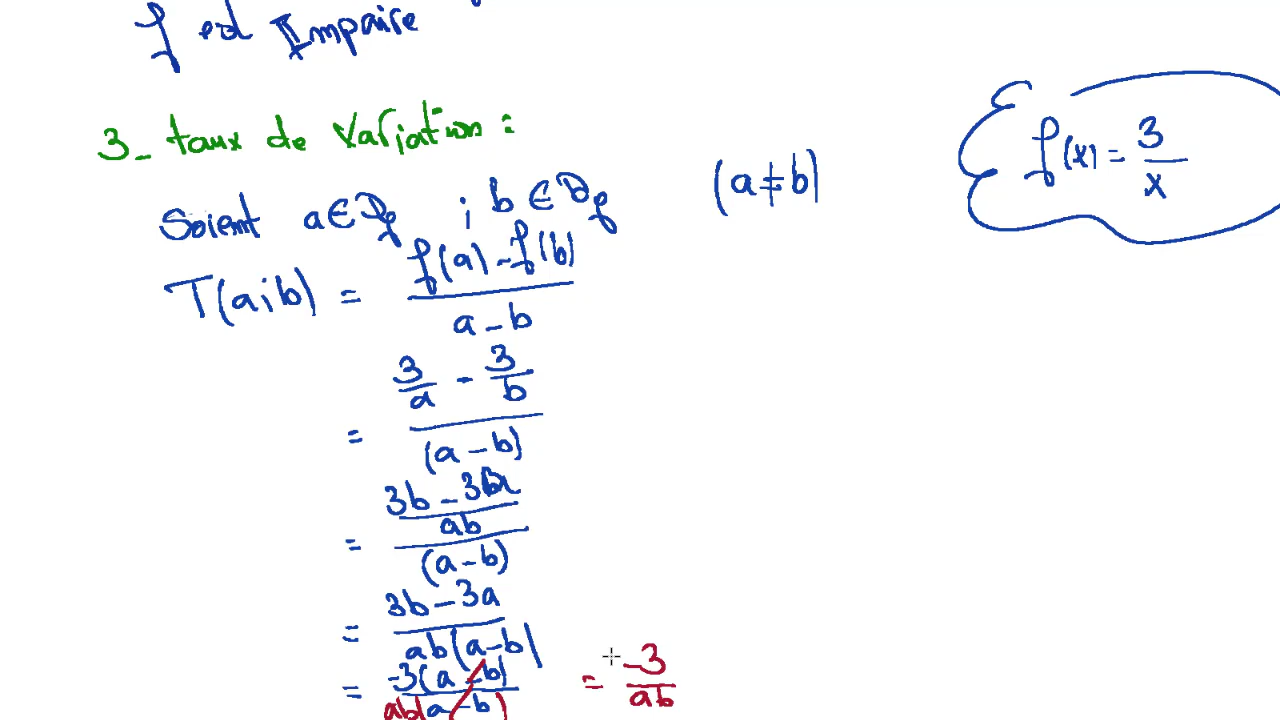 f est Impaire
3_ taux de variation :
(a ≠ b)
f(x) = 3/x
Soient a ∈ Df ; b ∈ Df
T(a;b) = (f(a) - f(b))/(a - b)
= (3/a - 3/b)/(a - b)
= ((3b - 3a)/ab)/(a - b)
= (3b - 3a)/(ab(a - b))
= -3(a - b)/(ab(a - b)) = -3/ab